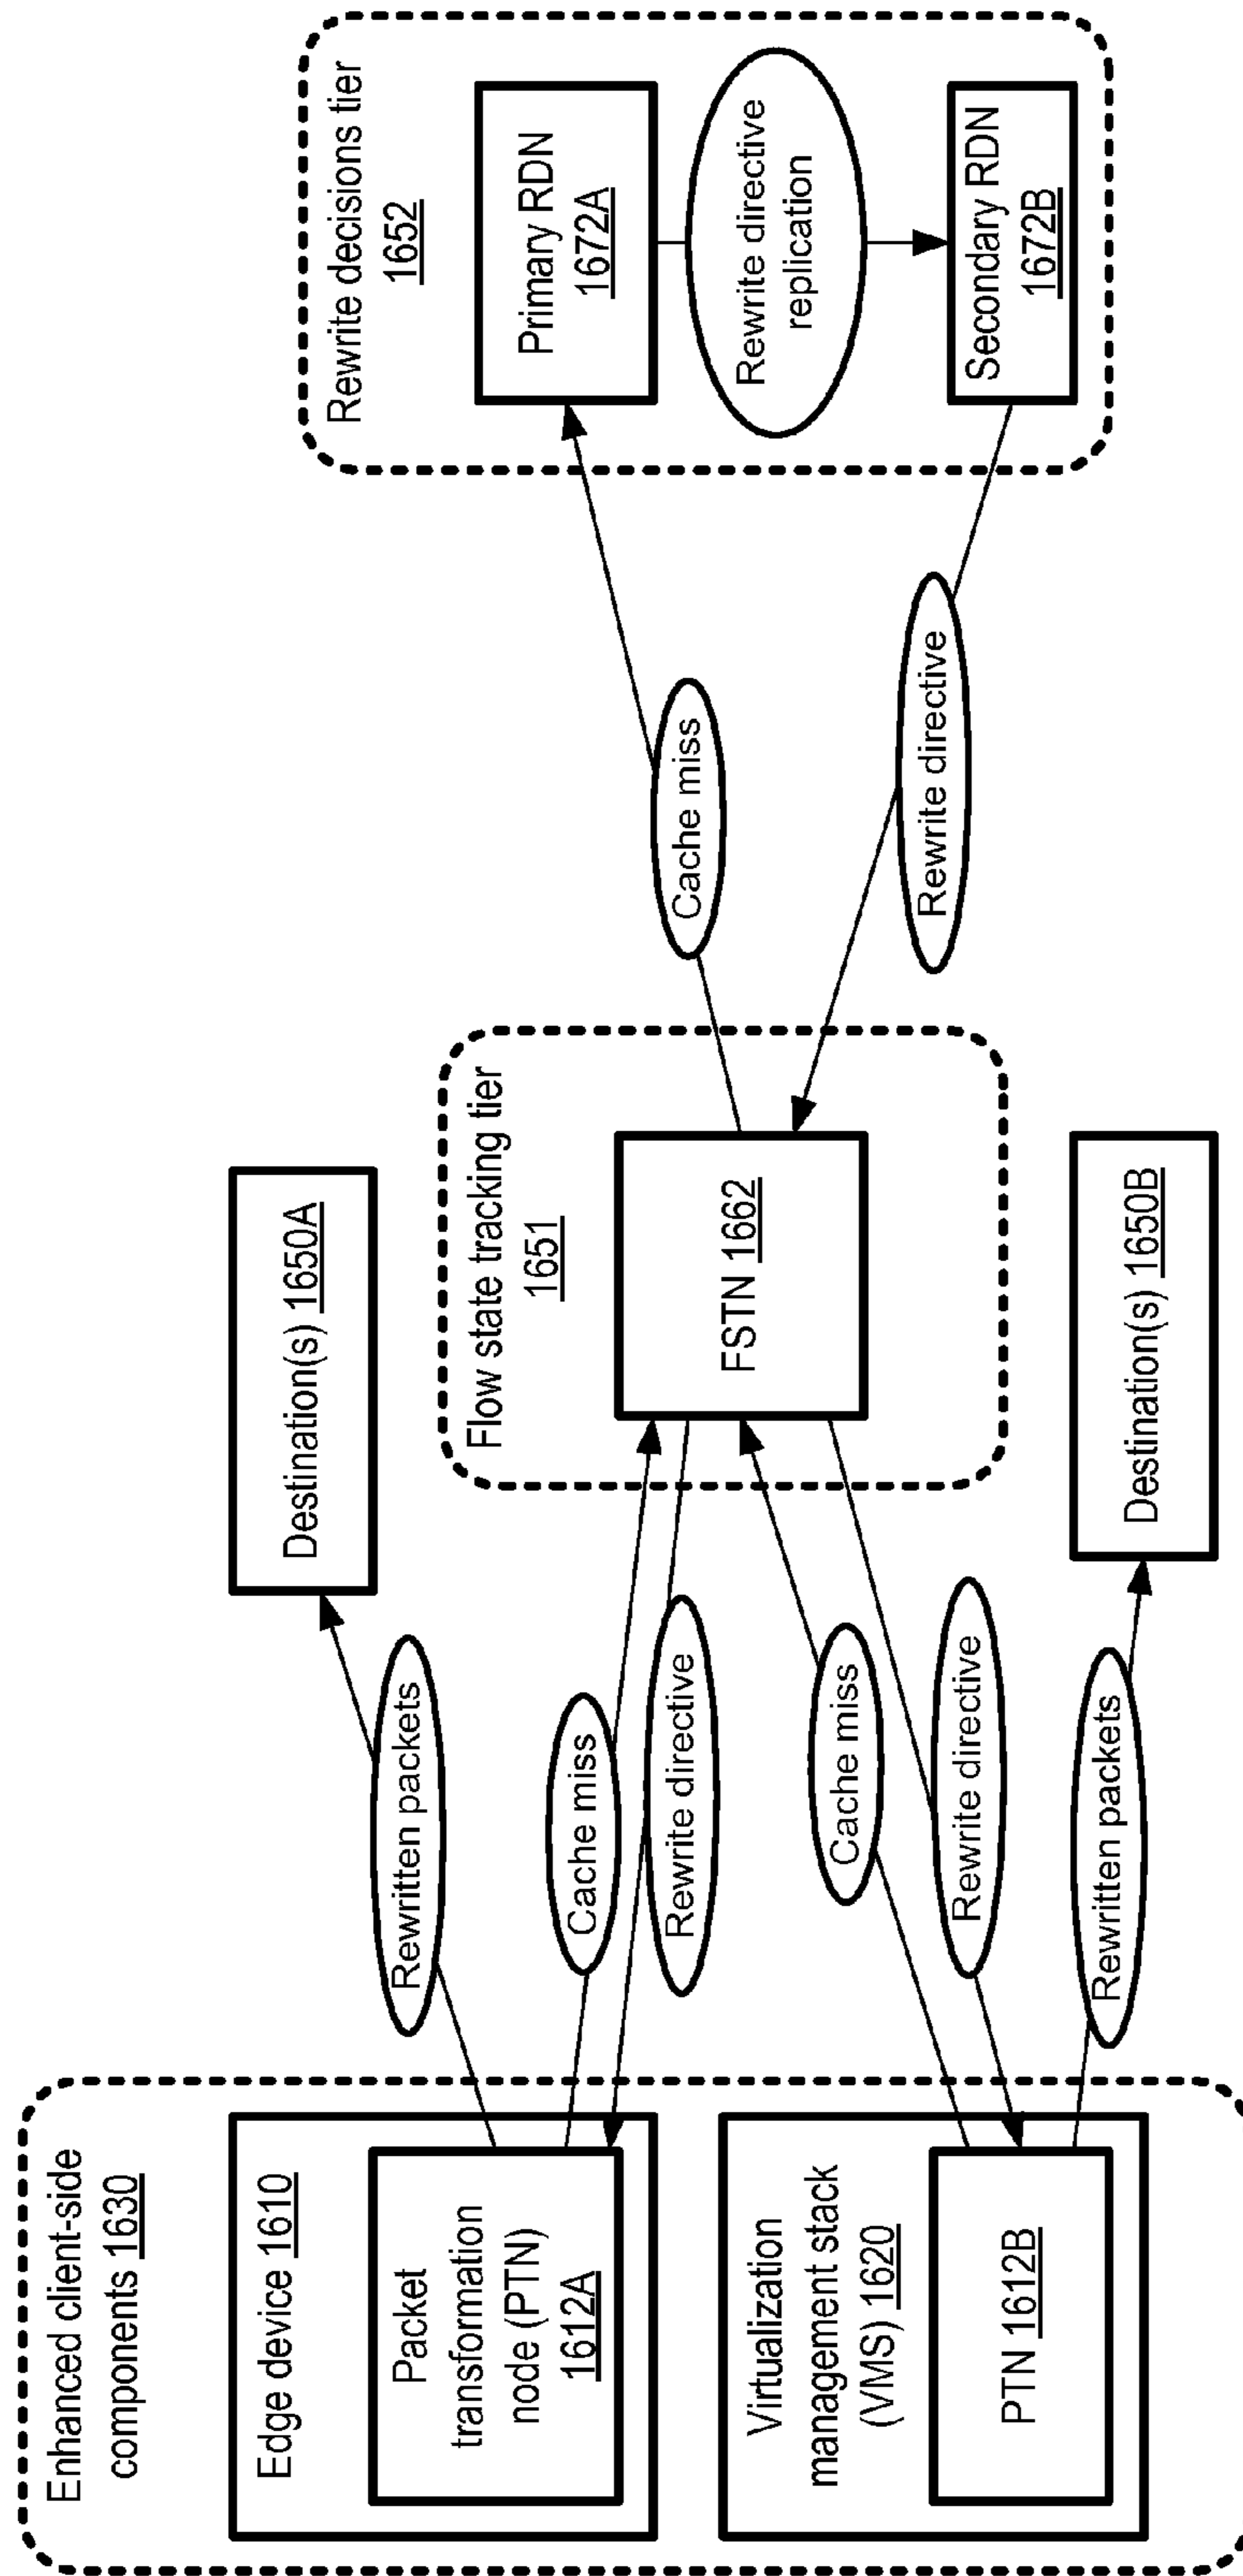 Enhanced client-side
components 1630
Edge device 1610
Packet
transformation
node (PTN)
1612A
Virtualization
management stack
(VMS) 1620
PTN 1612B
Rewritten packets
Cache miss
Rewrite directive
Cache miss
Rewrite directive
Rewritten packets
Destination(s) 1650A
Flow state tracking tier
1651
FSTN 1662
Destination(s) 1650B
Cache miss
Rewrite directive
Rewrite decisions tier
1652
Primary RDN
1672A
Rewrite directive
replication
Secondary RDN
1672B